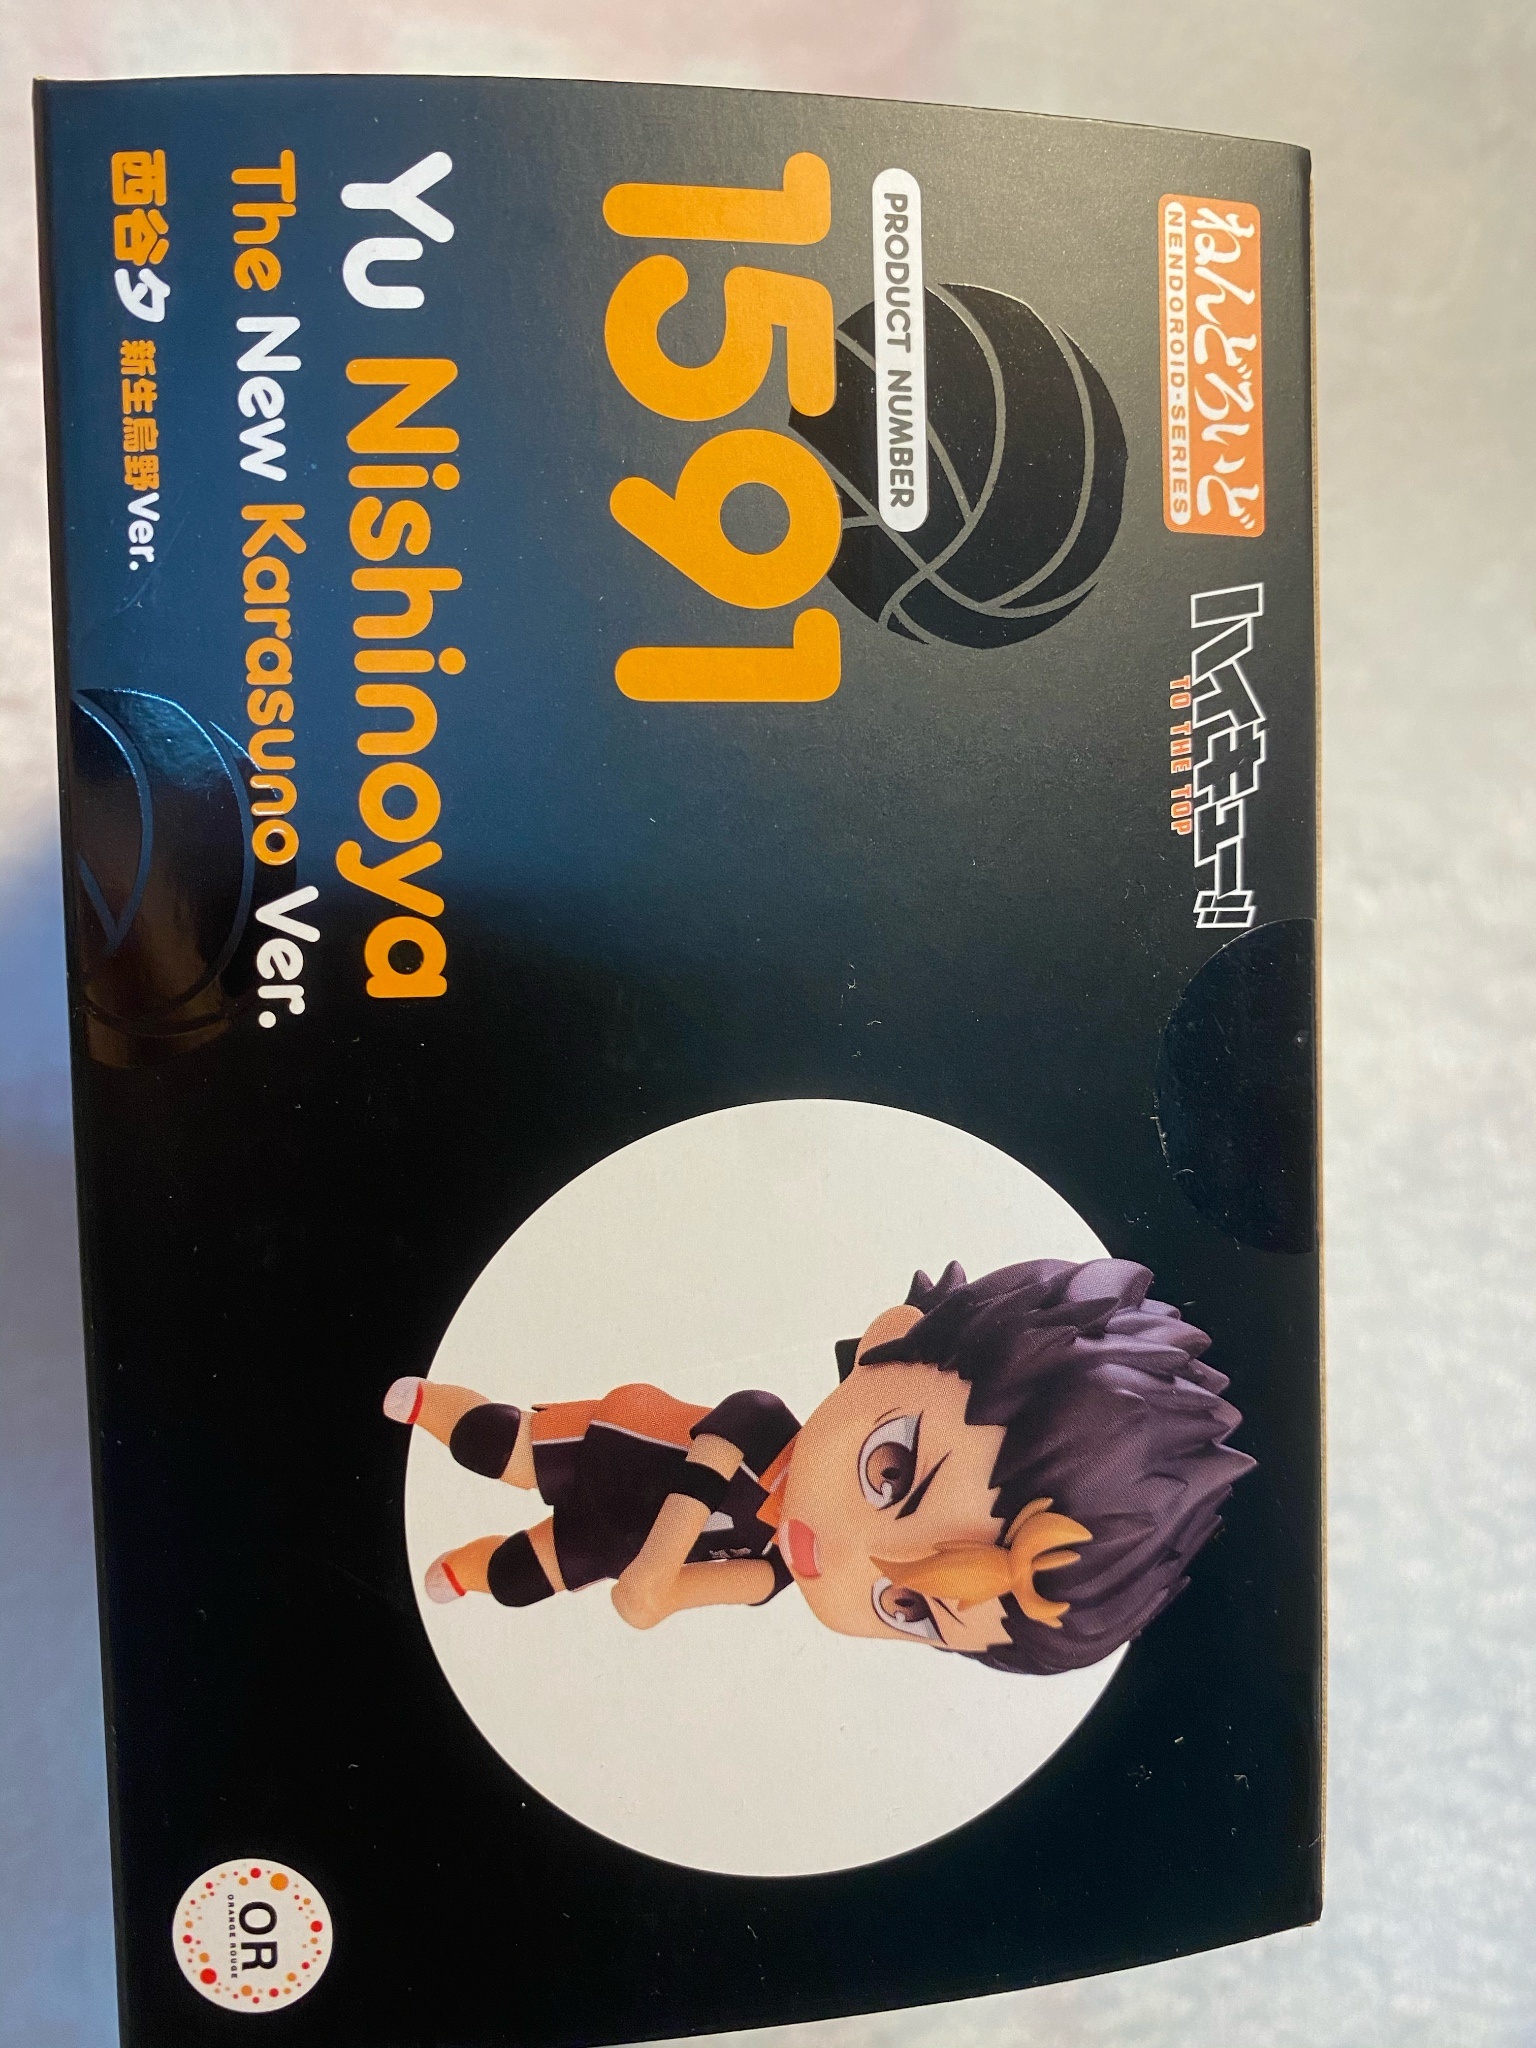 ねんどろいど
NENDOROID·SERIES
ハイキュー!!
TO THE TOP
PRODUCT NUMBER
1591
Yu Nishinoya
The New Karasuno Ver.
西谷夕 新生烏野Ver.
OR
ORANGE ROUGE